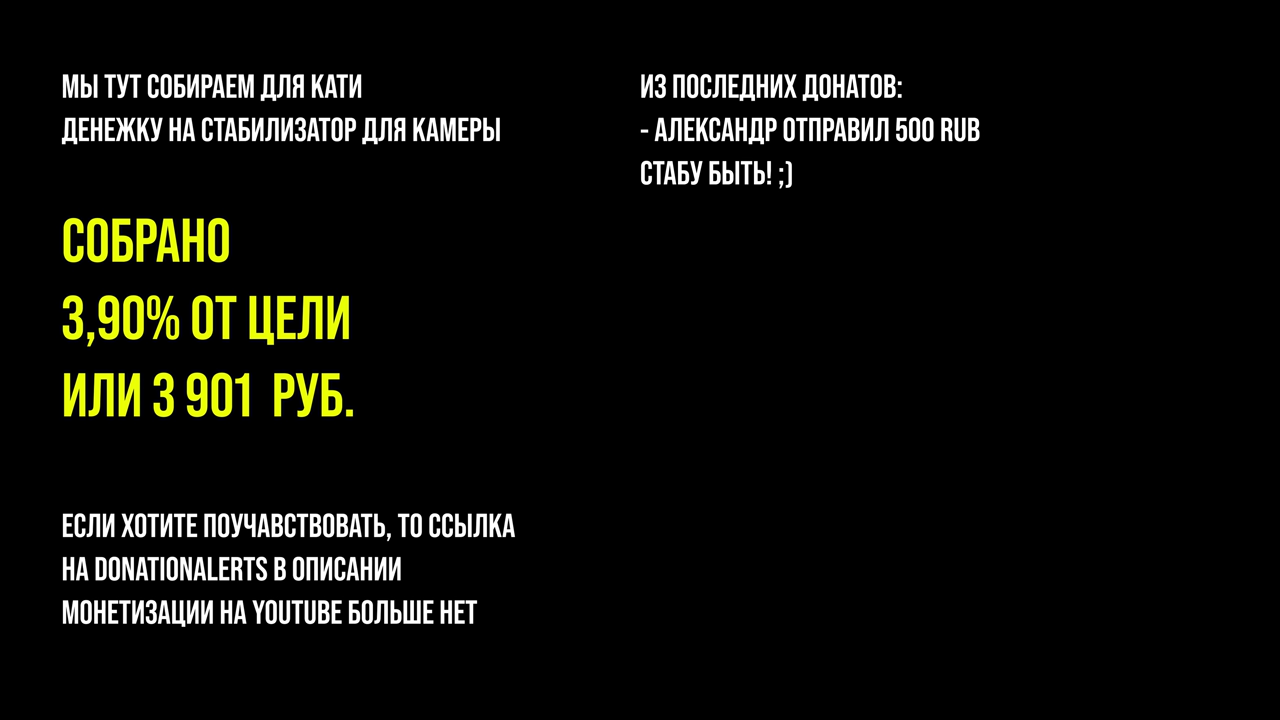 МЫ ТУТ СОБИРАЕМ ДЛЯ КАТИ
ДЕНЕЖКУ НА СТАБИЛИЗАТОР ДЛЯ КАМЕРЫ
СОБРАНО
3,90% ОТ ЦЕЛИ
ИЛИ 3 901 РУБ.
ЕСЛИ ХОТИТЕ ПОУЧАВСТВОВАТЬ, ТО ССЫЛКА
НА DONATIONALERTS В ОПИСАНИИ
МОНЕТИЗАЦИИ НА YOUTUBE БОЛЬШЕ НЕТ
ИЗ ПОСЛЕДНИХ ДОНАТОВ:
- АЛЕКСАНДР ОТПРАВИЛ 500 RUB
СТАБУ БЫТЬ! ;)